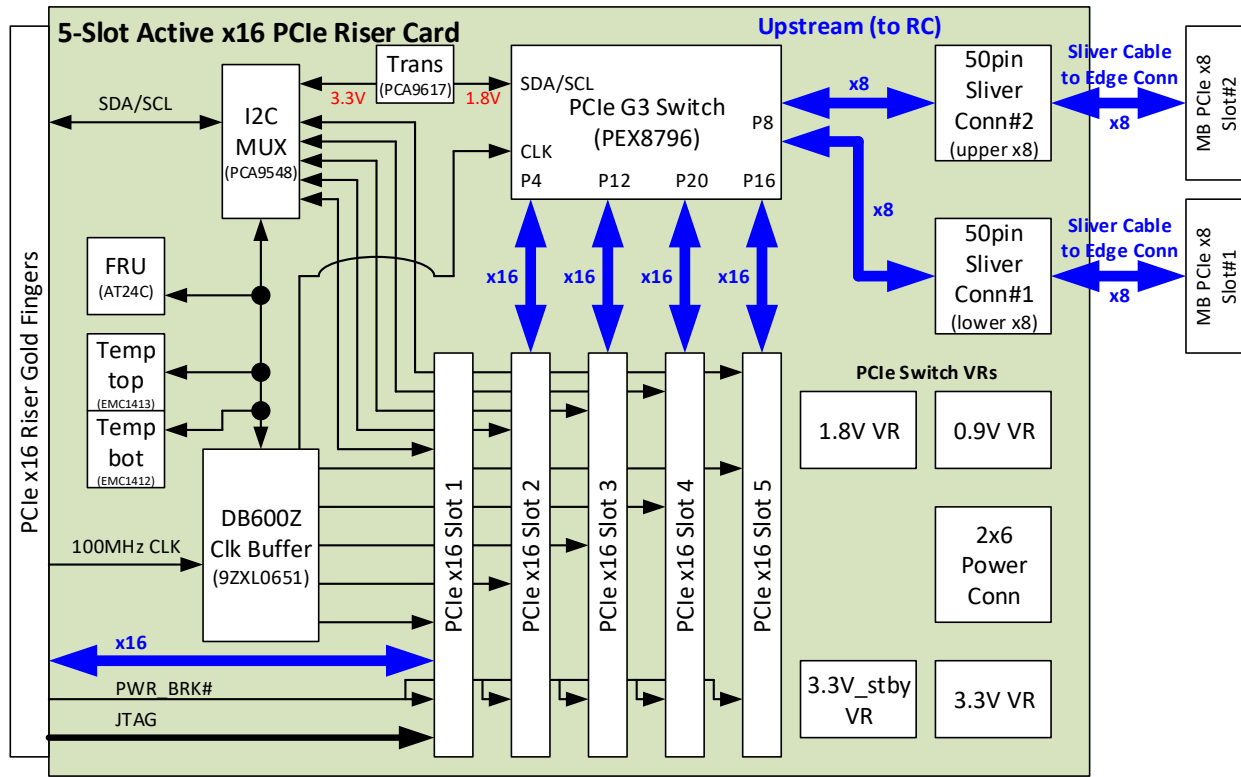 5-Slot Active x16 PCIe Riser Card
Upstream (to RC)
PCIe x16 Riser Gold Fingers
SDA/SCL
I2C
MUX
(PCA9548)
Trans
(PCA9617)
3.3V
1.8V
SDA/SCL
PCIe G3 Switch
(PEX8796)
CLK
P8
P4
P12
P20
P16
x8
x8
50pin
Sliver
Conn#2
(upper x8)
Sliver Cable
to Edge Conn
x8
MB PCIe x8
Slot#2
50pin
Sliver
Conn#1
(lower x8)
Sliver Cable
to Edge Conn
x8
MB PCIe x8
Slot#1
x16
x16
x16
x16
FRU
(AT24C)
Temp
top
(EMC1413)
Temp
bot
(EMC1412)
DB600Z
Clk Buffer
(9ZXL0651)
100MHz CLK
x16
PWR_BRK#
JTAG
PCIe x16 Slot 1
PCIe x16 Slot 2
PCIe x16 Slot 3
PCIe x16 Slot 4
PCIe x16 Slot 5
PCIe Switch VRs
1.8V VR
0.9V VR
2x6
Power
Conn
3.3V_stby
VR
3.3V VR